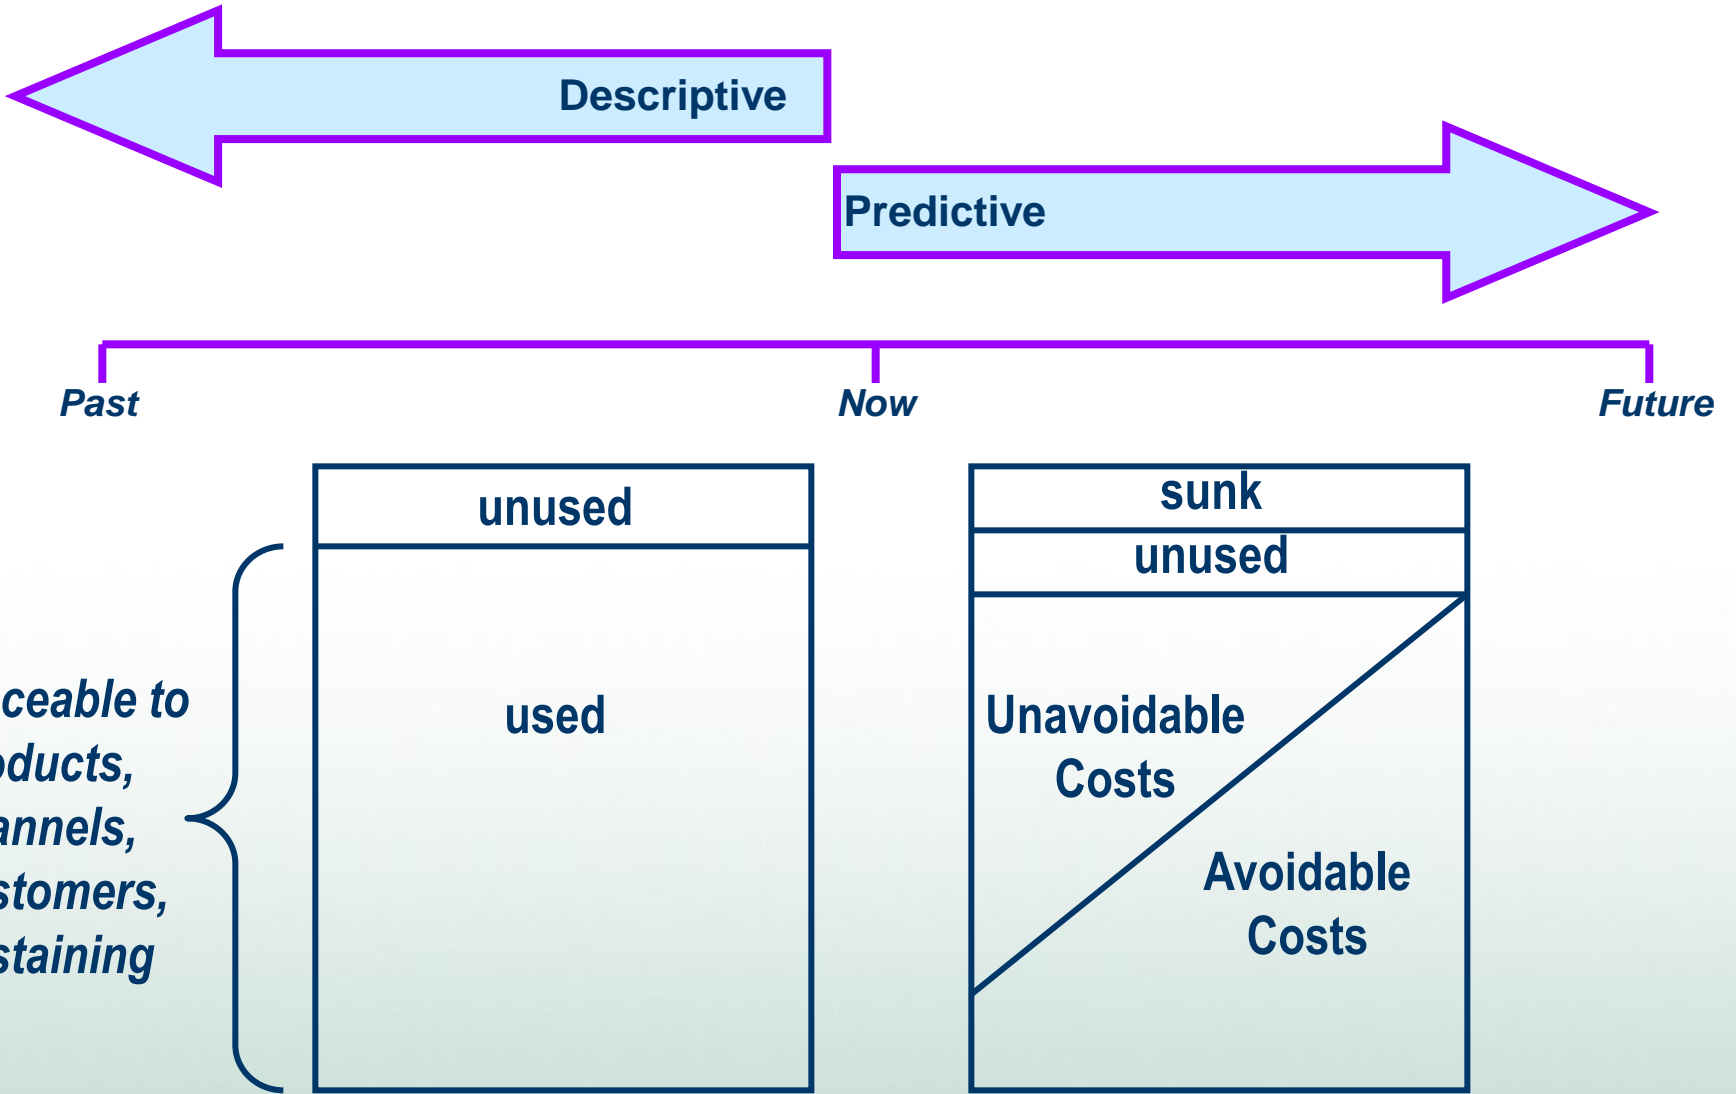 Descriptive
Predictive
Past
Now
Future
unused
used
ceable to
oducts,
annels,
stomers,
staining
sunk
unused
Unavoidable
Costs
Avoidable
Costs